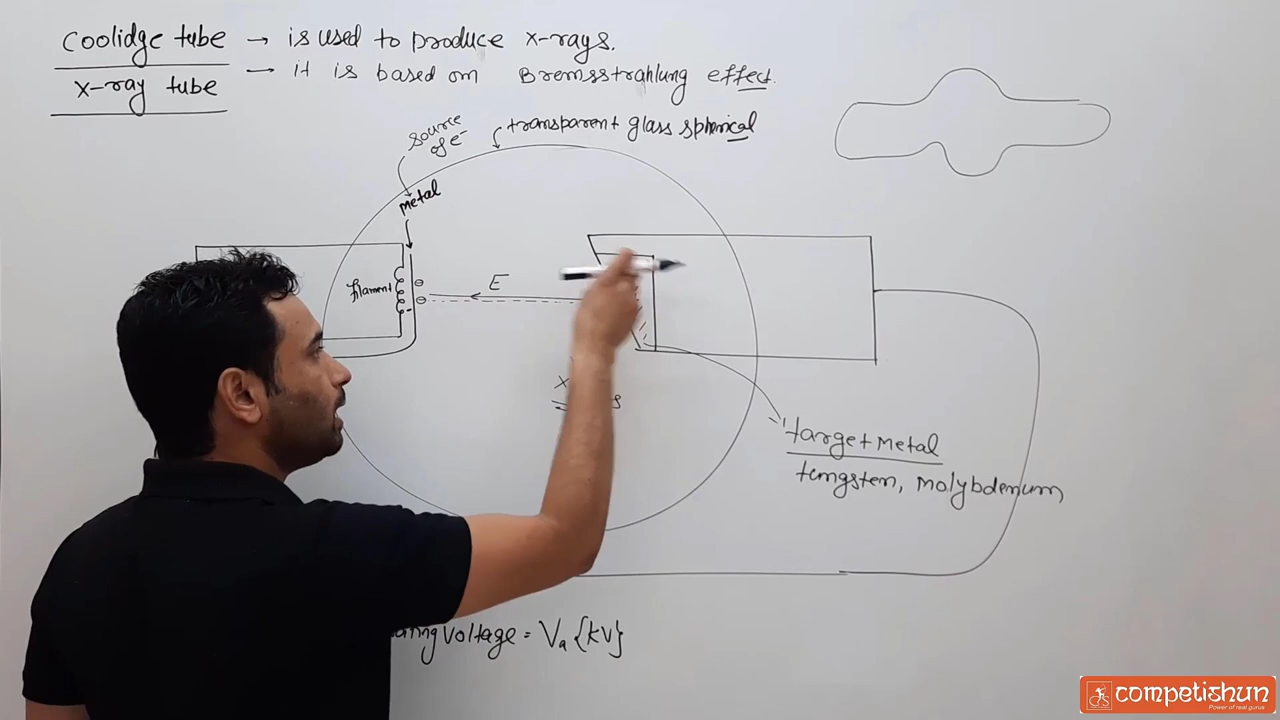 coolidge tube → is used to produce x-rays.
x-ray tube → it is based on Bremsstrahlung effect.
source of e-
transparent glass spherical
Metal
filament
E
target Metal
tungsten, Molybdenum
Voltage = Va {kV}
competishun
Power of real gurus